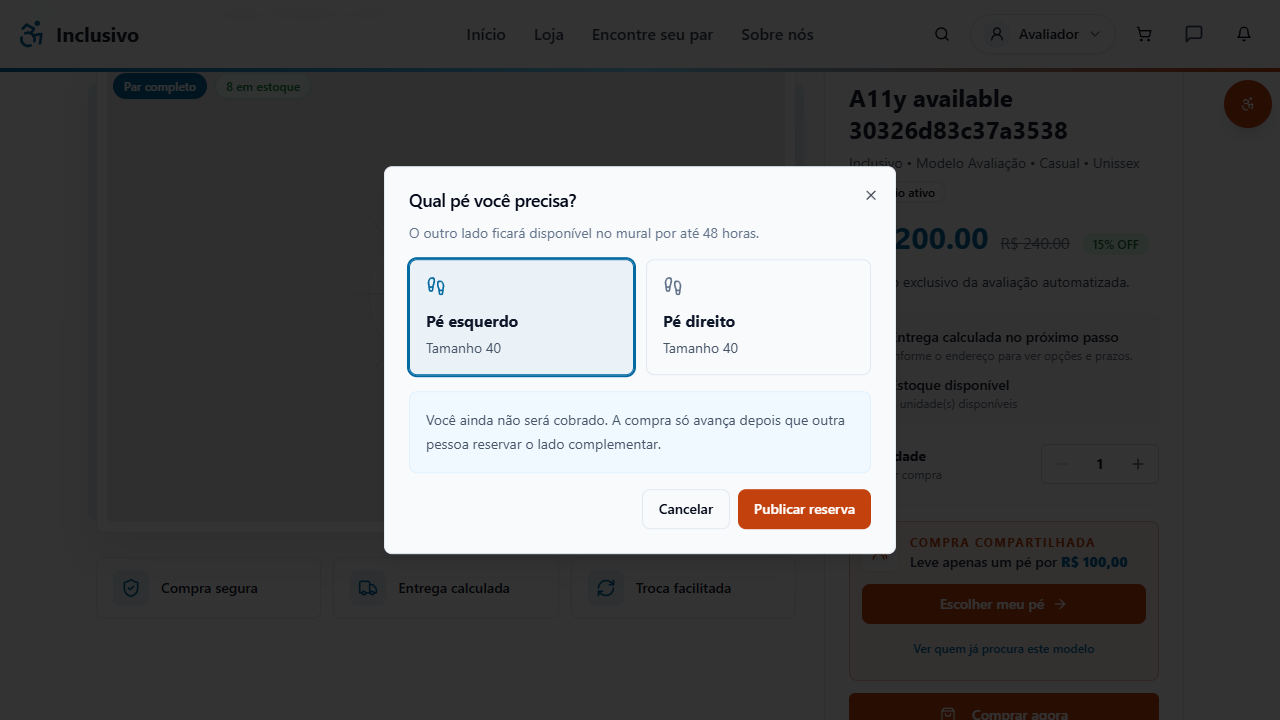 Inclusivo
Início
Loja
Encontre seu par
Sobre nós
Avaliador
Par completo
8 em estoque
A11y available
30326d83c37a3538
Inclusivo • Modelo Avaliação • Casual • Unissex
ativo
200.00
R$ 240.00
15% OFF
exclusivo da avaliação automatizada.
Entrega calculada no próximo passo
Informe o endereço para ver opções e prazos.
Estoque disponível
unidade(s) disponíveis
1
compra
COMPRA COMPARTILHADA
Leve apenas um pé por R$ 100,00
Escolher meu pé
Ver quem já procura este modelo
Comprar agora
Qual pé você precisa?
O outro lado ficará disponível no mural por até 48 horas.
Pé esquerdo
Tamanho 40
Pé direito
Tamanho 40
Você ainda não será cobrado. A compra só avança depois que outra
pessoa reservar o lado complementar.
Cancelar
Publicar reserva
Compra segura
Entrega calculada
Troca facilitada